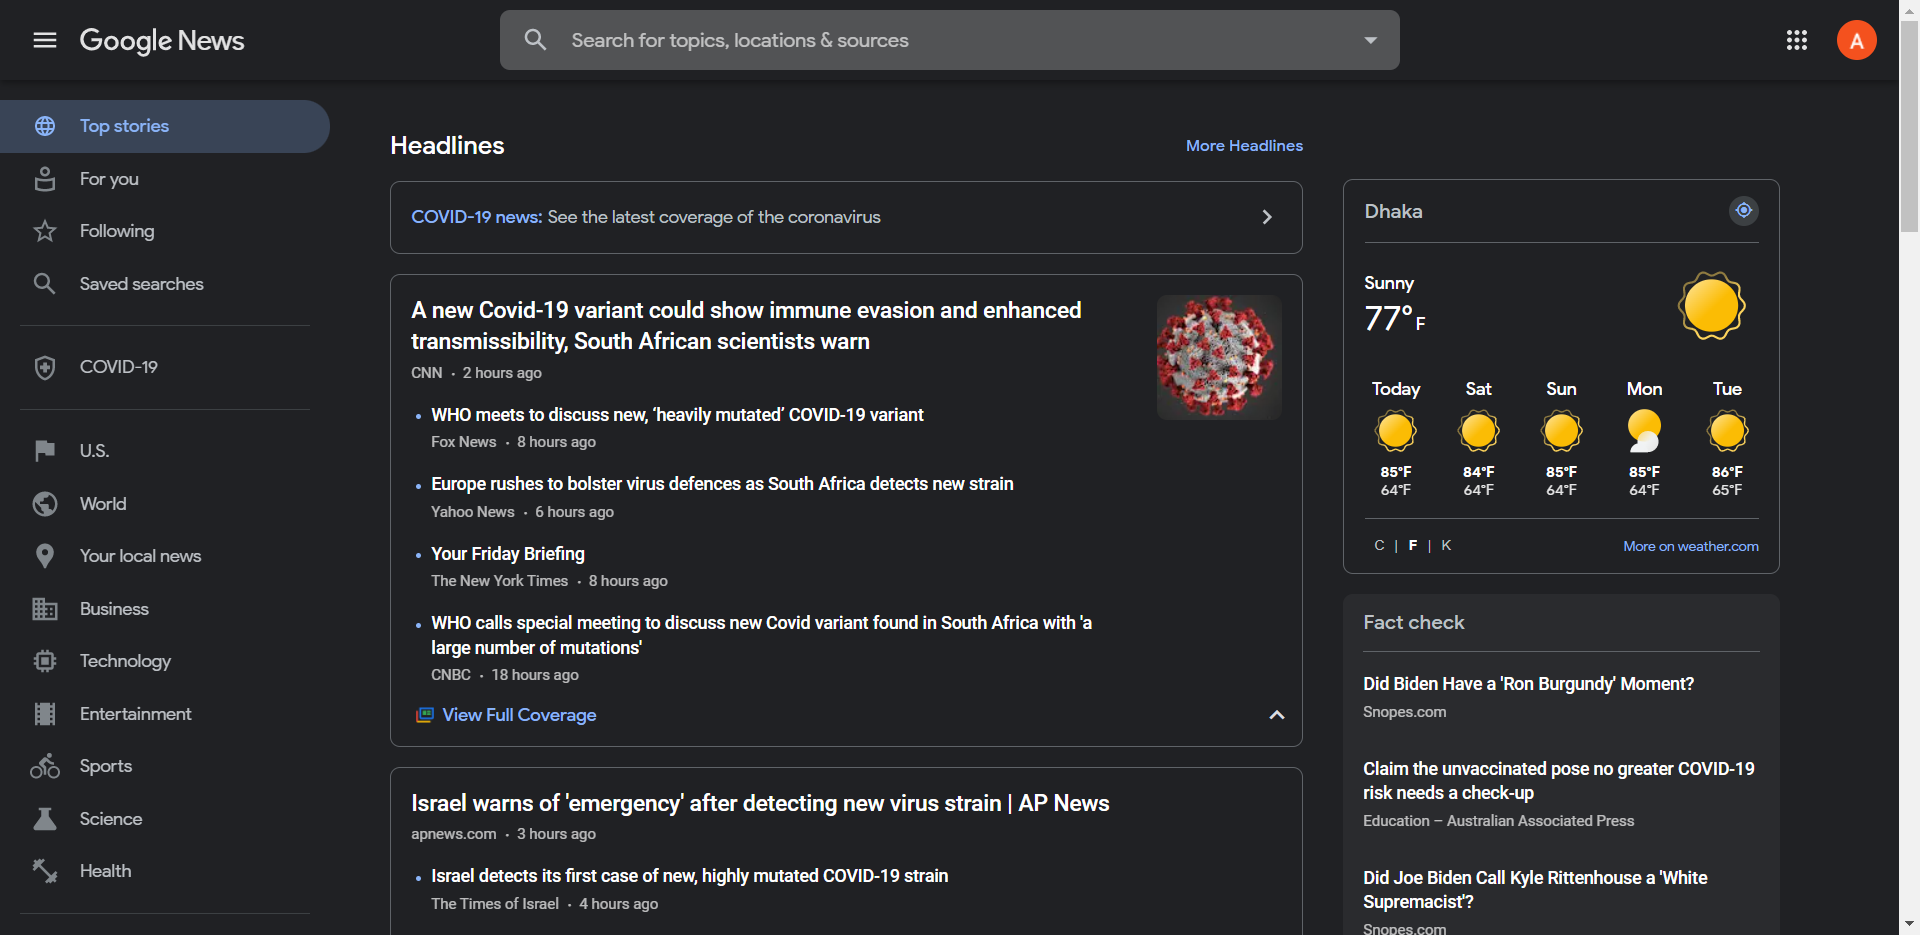 Google News
Search for topics, locations & sources
A
Top stories
For you
Following
Saved searches
COVID-19
U.S.
World
Your local news
Business
Technology
Entertainment
Sports
Science
Health
Headlines
More Headlines
COVID-19 news: See the latest coverage of the coronavirus
A new Covid-19 variant could show immune evasion and enhanced
transmissibility, South African scientists warn
CNN · 2 hours ago
WHO meets to discuss new, ‘heavily mutated’ COVID-19 variant
Fox News · 8 hours ago
Europe rushes to bolster virus defences as South Africa detects new strain
Yahoo News · 6 hours ago
Your Friday Briefing
The New York Times · 8 hours ago
WHO calls special meeting to discuss new Covid variant found in South Africa with 'a
large number of mutations'
CNBC · 18 hours ago
View Full Coverage
Israel warns of 'emergency' after detecting new virus strain | AP News
apnews.com · 3 hours ago
Israel detects its first case of new, highly mutated COVID-19 strain
The Times of Israel · 4 hours ago
Dhaka
Sunny
77°F
Today Sat Sun Mon Tue
85°F 84°F 85°F 85°F 86°F
64°F 64°F 64°F 64°F 65°F
C | F | K
More on weather.com
Fact check
Did Biden Have a 'Ron Burgundy' Moment?
Snopes.com
Claim the unvaccinated pose no greater COVID-19
risk needs a check-up
Education – Australian Associated Press
Did Joe Biden Call Kyle Rittenhouse a 'White
Supremacist'?
Snopes.com